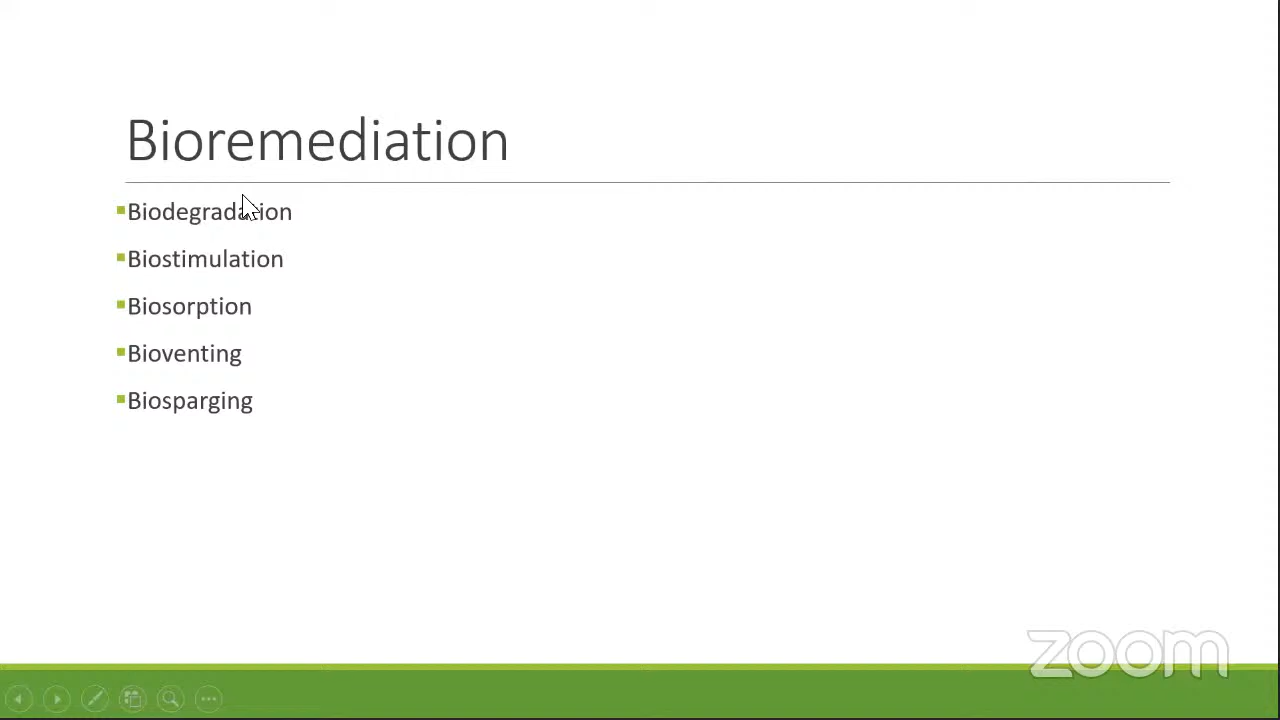 Bioremediation
Biodegradation
Biostimulation
Biosorption
Bioventing
Biosparging
zoom